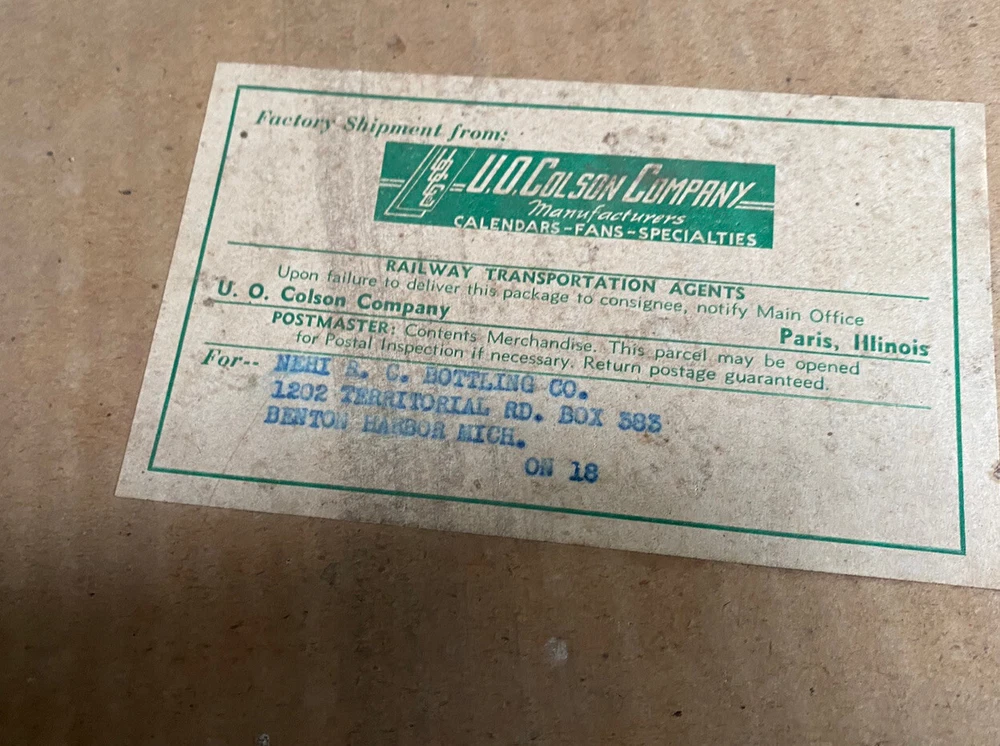 Factory Shipment from:
U.O. COLSON COMPANY
Manufacturers
CALENDARS-FANS-SPECIALTIES
RAILWAY TRANSPORTATION AGENTS
Upon failure to deliver this package to consignee, notify Main Office
U. O. Colson Company Paris, Illinois
POSTMASTER: Contents Merchandise. This parcel may be opened
for Postal Inspection if necessary. Return postage guaranteed.
For-- NEHI R. C. BOTTLING CO.
1202 TERRITORIAL RD. BOX 583
BENTON HARBOR MICH.
ON 18